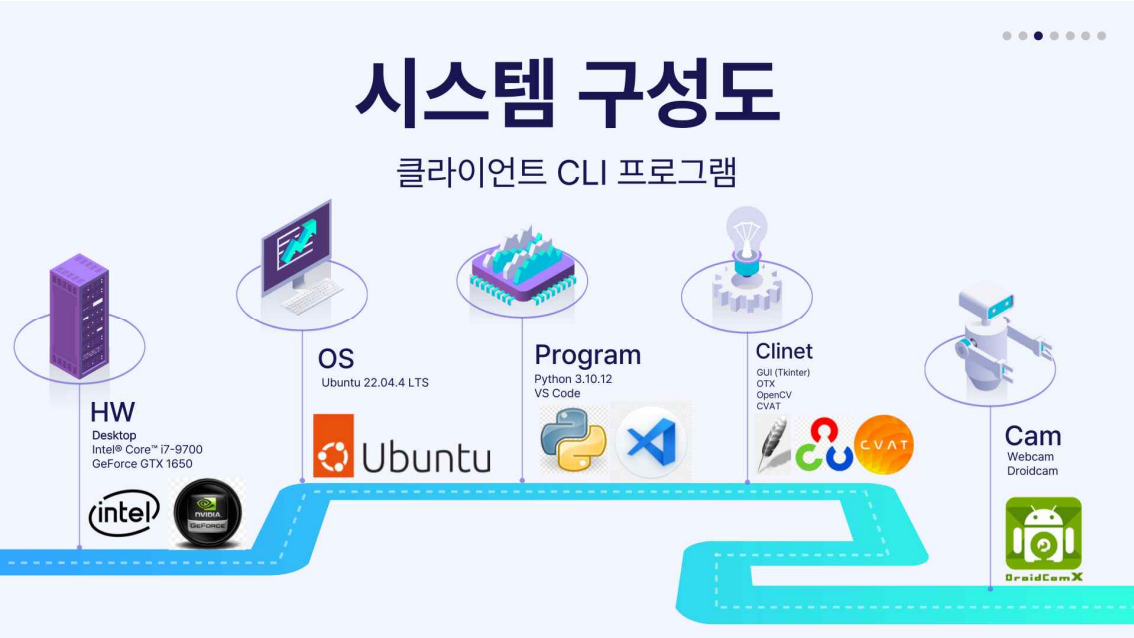 시스템 구성도
클라이언트 CLI 프로그램
HW
Desktop
Intel® Core™ i7-9700
GeForce GTX 1650
intel
NVIDIA
GEFORCE
OS
Ubuntu 22.04.4 LTS
Ubuntu
Program
Python 3.10.12
VS Code
Clinet
GUI (Tkinter)
OTX
OpenCV
CVAT
CVAT
Cam
Webcam
Droidcam
DroidCamX